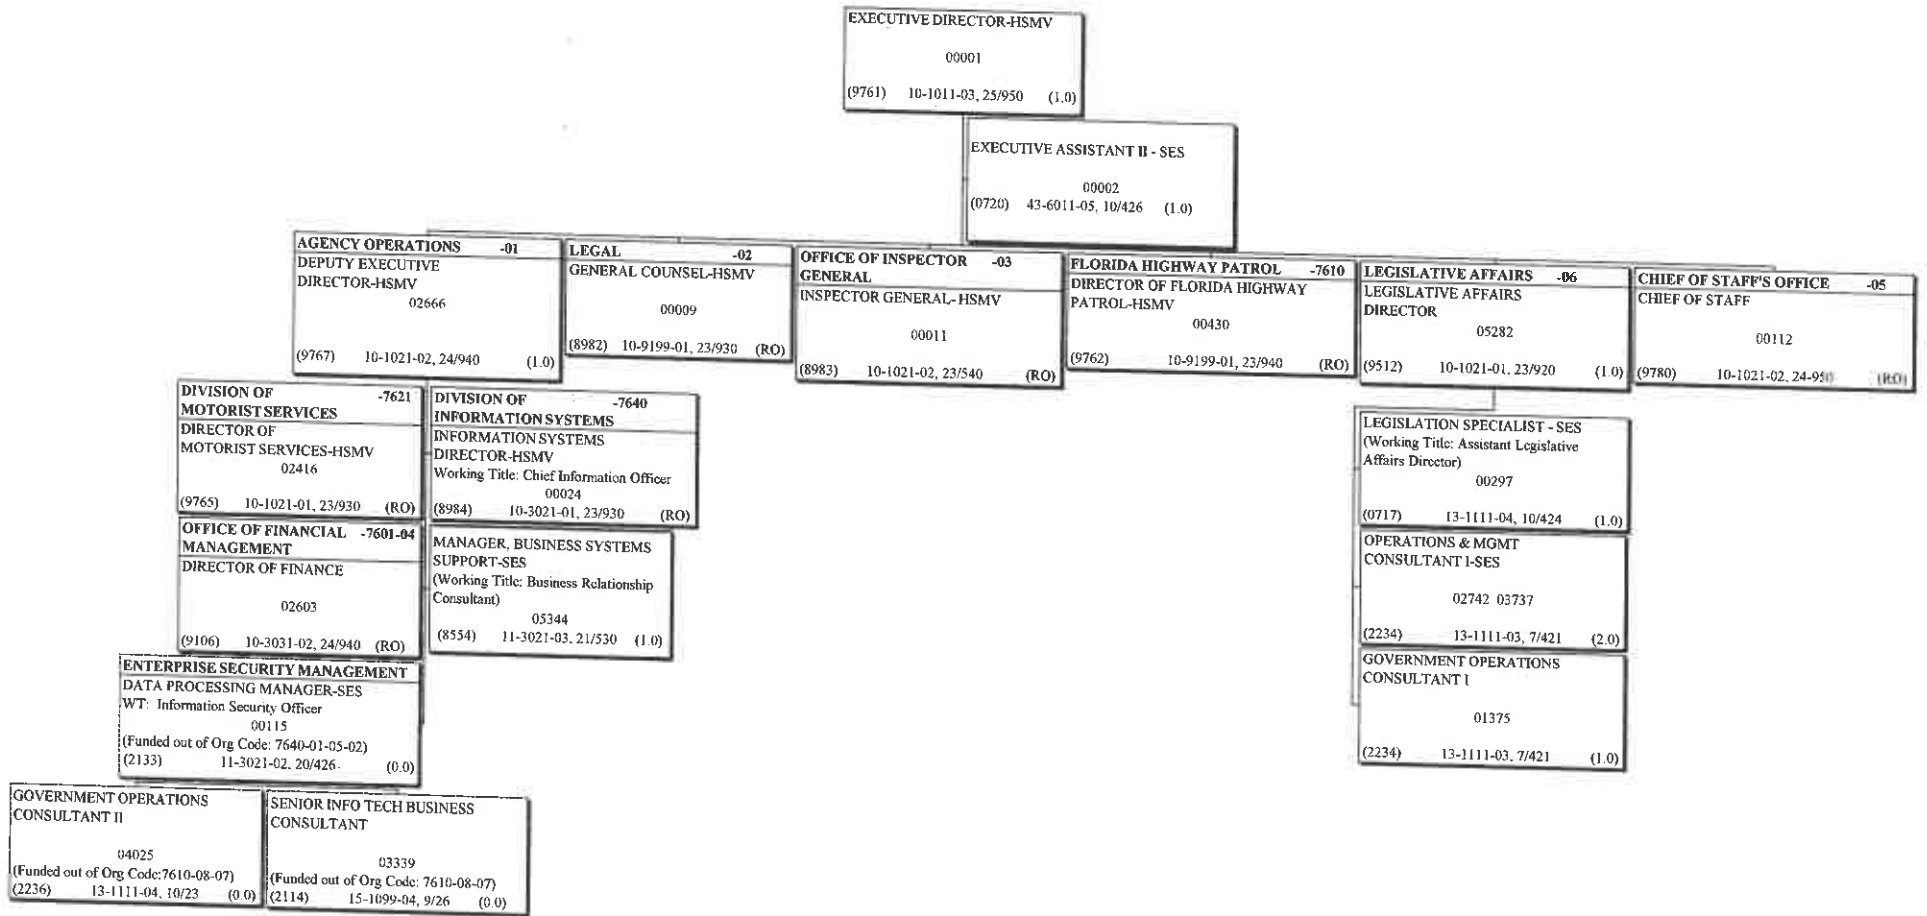 EXECUTIVE DIRECTOR-HSMV
00001
(9761) 10-1011-03, 25/950 (1.0)
EXECUTIVE ASSISTANT II - SES
00002
(0720) 43-6011-05, 10/426 (1.0)
AGENCY OPERATIONS -01
DEPUTY EXECUTIVE
DIRECTOR-HSMV
02666
(9767) 10-1021-02, 24/940 (1.0)
LEGAL -02
GENERAL COUNSEL-HSMV
00009
(8982) 10-9199-01, 23/930 (RO)
OFFICE OF INSPECTOR -03
GENERAL
INSPECTOR GENERAL- HSMV
00011
(8983) 10-1021-02, 23/540 (RO)
FLORIDA HIGHWAY PATROL -7610
DIRECTOR OF FLORIDA HIGHWAY
PATROL-HSMV
00430
(9762) 10-9199-01, 23/940 (RO)
LEGISLATIVE AFFAIRS -06
LEGISLATIVE AFFAIRS
DIRECTOR
05282
(9512) 10-1021-01, 23/920 (1.0)
CHIEF OF STAFF'S OFFICE -05
CHIEF OF STAFF
00112
(9780) 10-1021-02, 24-950 (RO)
DIVISION OF -7621
MOTORIST SERVICES
DIRECTOR OF
MOTORIST SERVICES-HSMV
02416
(9765) 10-1021-01, 23/930 (RO)
DIVISION OF -7640
INFORMATION SYSTEMS
INFORMATION SYSTEMS
DIRECTOR-HSMV
Working Title: Chief Information Officer
00024
(8984) 10-3021-01, 23/930 (RO)
OFFICE OF FINANCIAL -7601-04
MANAGEMENT
DIRECTOR OF FINANCE
02603
(9106) 10-3031-02, 24/940 (RO)
MANAGER, BUSINESS SYSTEMS
SUPPORT-SES
(Working Title: Business Relationship
Consultant)
05344
(8554) 11-3021-03, 21/530 (1.0)
ENTERPRISE SECURITY MANAGEMENT
DATA PROCESSING MANAGER-SES
WT: Information Security Officer
00115
(Funded out of Org Code: 7640-01-05-02)
(2133) 11-3021-02, 20/426 (0.0)
GOVERNMENT OPERATIONS
CONSULTANT II
04025
(Funded out of Org Code:7610-08-07)
(2236) 13-1111-04, 10/23 (0.0)
SENIOR INFO TECH BUSINESS
CONSULTANT
03339
(Funded out of Org Code: 7610-08-07)
(2114) 15-1099-04, 9/26 (0.0)
LEGISLATION SPECIALIST - SES
(Working Title: Assistant Legislative
Affairs Director)
00297
(0717) 13-1111-04, 10/424 (1.0)
OPERATIONS & MGMT
CONSULTANT I-SES
02742 03737
(2234) 13-1111-03, 7/421 (2.0)
GOVERNMENT OPERATIONS
CONSULTANT I
01375
(2234) 13-1111-03, 7/421 (1.0)